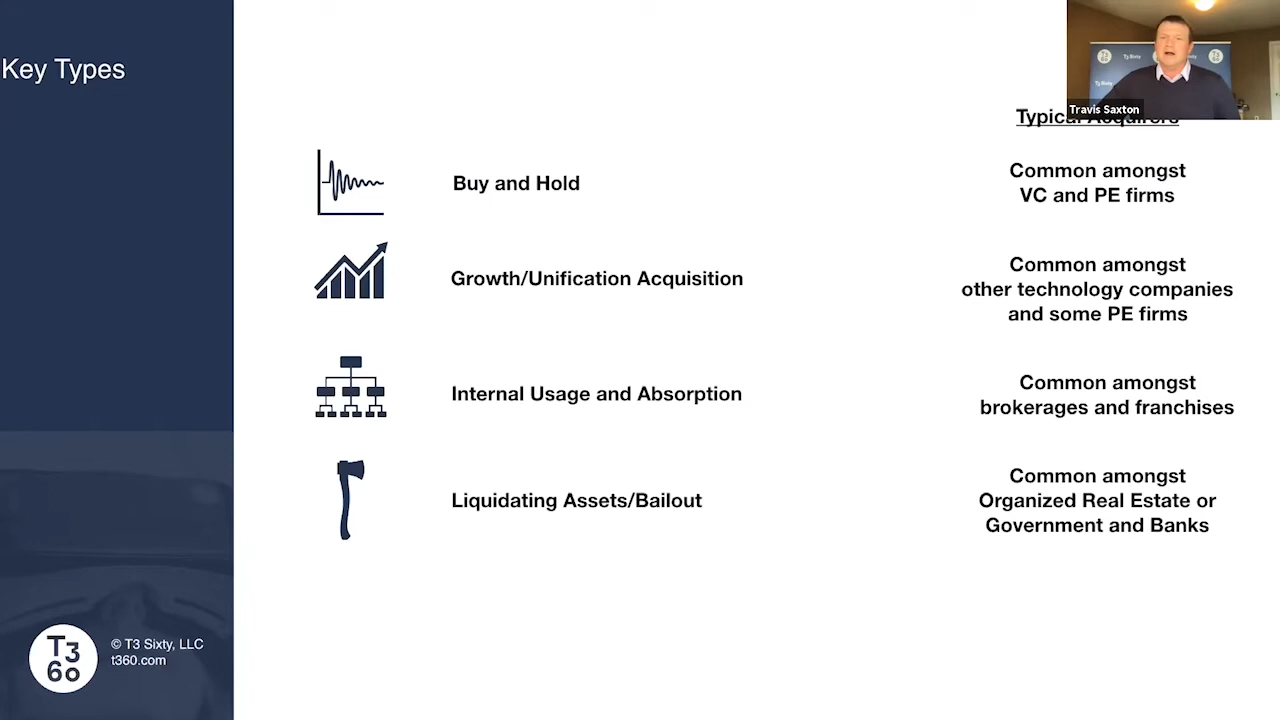 Key Types
Travis Saxton
Typical Acquirers
Buy and Hold
Common amongst
VC and PE firms
Growth/Unification Acquisition
Common amongst
other technology companies
and some PE firms
Internal Usage and Absorption
Common amongst
brokerages and franchises
Liquidating Assets/Bailout
Common amongst
Organized Real Estate or
Government and Banks
T3
60
© T3 Sixty, LLC
t360.com